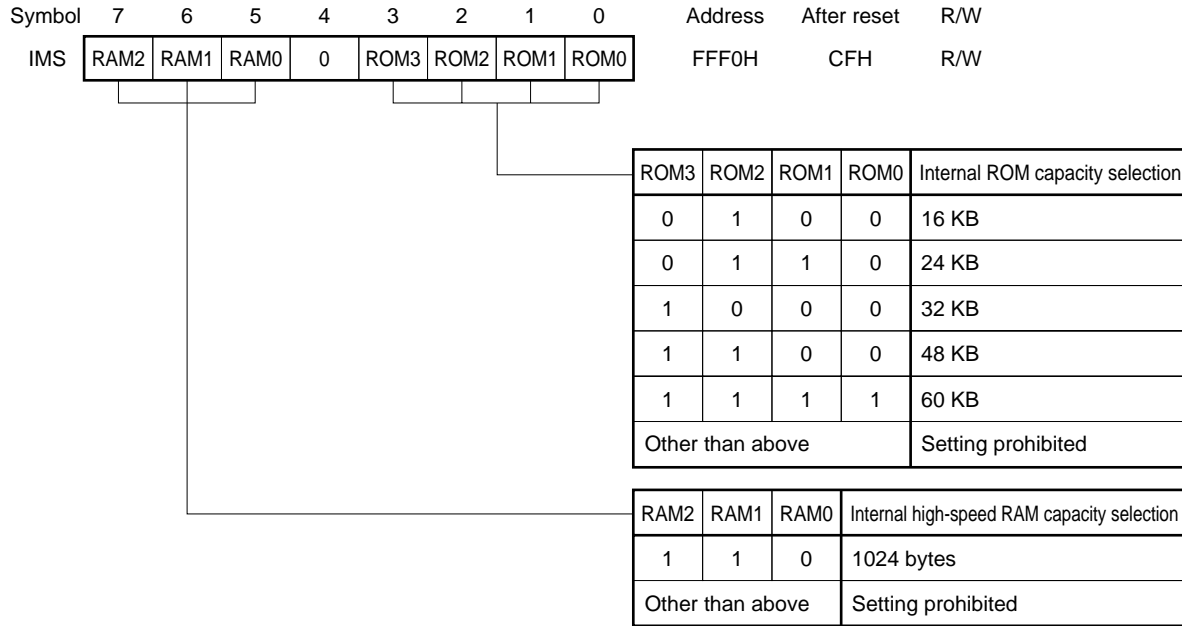 Symbol 7 6 5 4 3 2 1 0 Address After reset R/W
IMS RAM2 RAM1 RAM0 0 ROM3 ROM2 ROM1 ROM0 FFF0H CFH R/W
ROM3 ROM2 ROM1 ROM0 Internal ROM capacity selection
0 1 0 0 16 KB
0 1 1 0 24 KB
1 0 0 0 32 KB
1 1 0 0 48 KB
1 1 1 1 60 KB
Other than above Setting prohibited
RAM2 RAM1 RAM0 Internal high-speed RAM capacity selection
1 1 0 1024 bytes
Other than above Setting prohibited